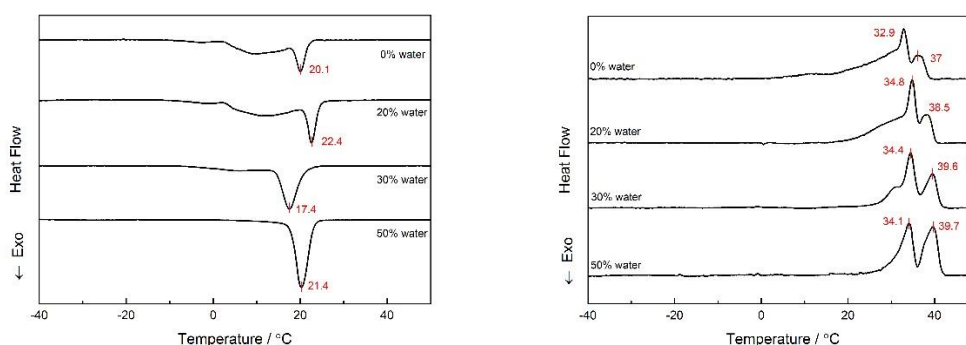 0% water
20.1
20% water
22.4
30% water
17.4
50% water
21.4
Heat Flow
← Exo
-40
-20
0
20
40
Temperature / °C
32.9
37
0% water
34.8
38.5
20% water
34.4
39.6
30% water
34.1
39.7
50% water
Heat Flow
← Exo
-40
-20
0
20
40
Temperature / °C